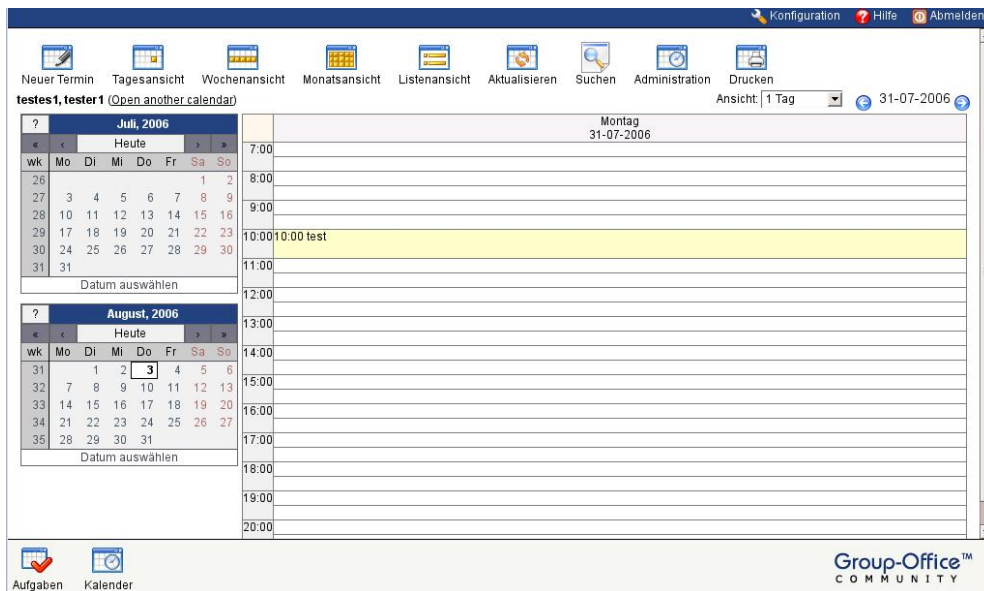 Konfiguration Hilfe Abmelden
Neuer Termin Tagesansicht Wochenansicht Monatsansicht Listenansicht Aktualisieren Suchen Administration Drucken
testes1, tester1 (Open another calendar) Ansicht: 1 Tag 31-07-2006
? Juli, 2006
« ‹ Heute › »
wk Mo Di Mi Do Fr Sa So
26 1 2
27 3 4 5 6 7 8 9
28 10 11 12 13 14 15 16
29 17 18 19 20 21 22 23
30 24 25 26 27 28 29 30
31 31
Datum auswählen
? August, 2006
« ‹ Heute › »
wk Mo Di Mi Do Fr Sa So
31 1 2 3 4 5 6
32 7 8 9 10 11 12 13
33 14 15 16 17 18 19 20
34 21 22 23 24 25 26 27
35 28 29 30 31
Datum auswählen
Montag
31-07-2006
7:00
8:00
9:00
10:00 10:00 test
11:00
12:00
13:00
14:00
15:00
16:00
17:00
18:00
19:00
20:00
Aufgaben Kalender
Group-Office™
COMMUNITY